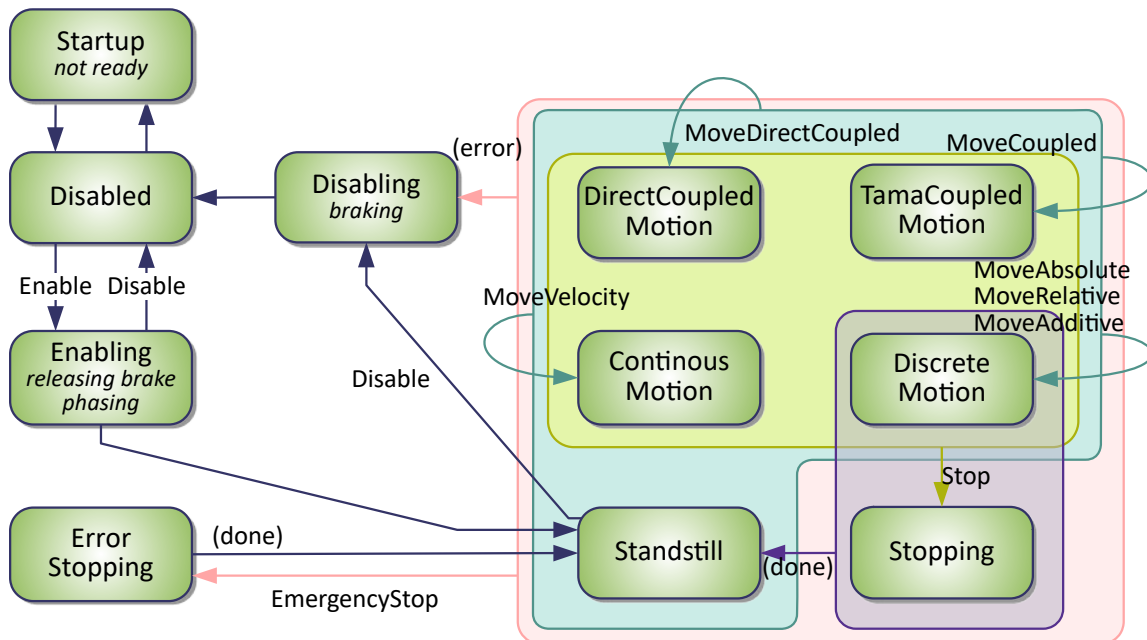 Startup
not ready
MoveDirectCoupled
MoveCoupled
(error)
Disabled
Disabling
braking
DirectCoupled
Motion
TamaCoupled
Motion
Enable
Disable
MoveVelocity
MoveAbsolute
MoveRelative
MoveAdditive
Enabling
releasing brake
phasing
Disable
Continous
Motion
Discrete
Motion
Stop
Error
Stopping
(done)
Standstill
(done)
Stopping
EmergencyStop